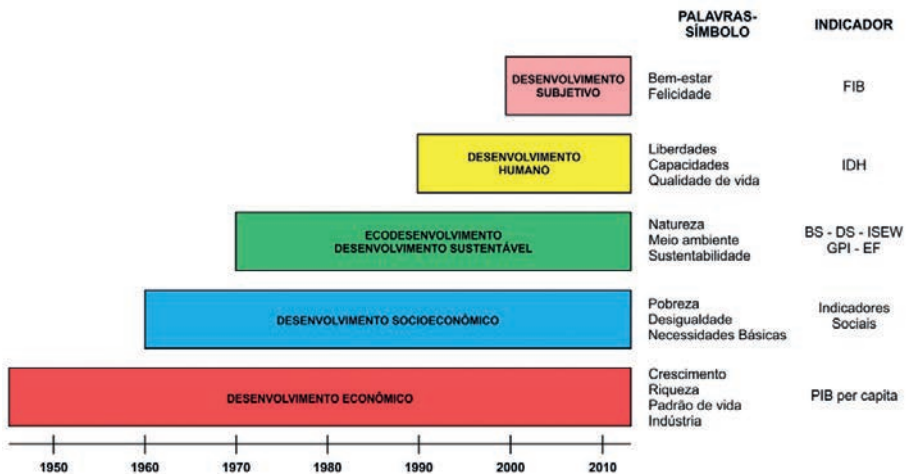 PALAVRAS-
SÍMBOLO
INDICADOR
DESENVOLVIMENTO
SUBJETIVO
Bem-estar
Felicidade
FIB
DESENVOLVIMENTO
HUMANO
Liberdades
Capacidades
Qualidade de vida
IDH
ECODESENVOLVIMENTO
DESENVOLVIMENTO SUSTENTÁVEL
Natureza
Meio ambiente
Sustentabilidade
BS - DS - ISEW
GPI - EF
DESENVOLVIMENTO SOCIOECONÔMICO
Pobreza
Desigualdade
Necessidades Básicas
Indicadores
Sociais
DESENVOLVIMENTO ECONÔMICO
Crescimento
Riqueza
Padrão de vida
Indústria
PIB per capita
1950 1960 1970 1980 1990 2000 2010